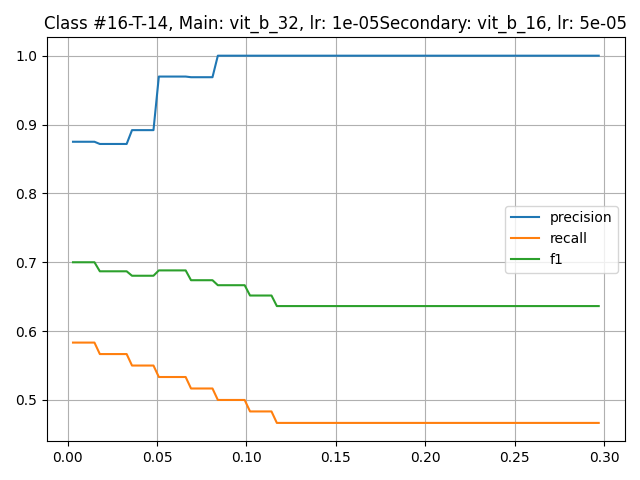 Class #16-T-14, Main: vit_b_32, lr: 1e-05Secondary: vit_b_16, lr: 5e-05
1.0
0.9
0.8
0.7
0.6
0.5
precision
recall
f1
0.00 0.05 0.10 0.15 0.20 0.25 0.30